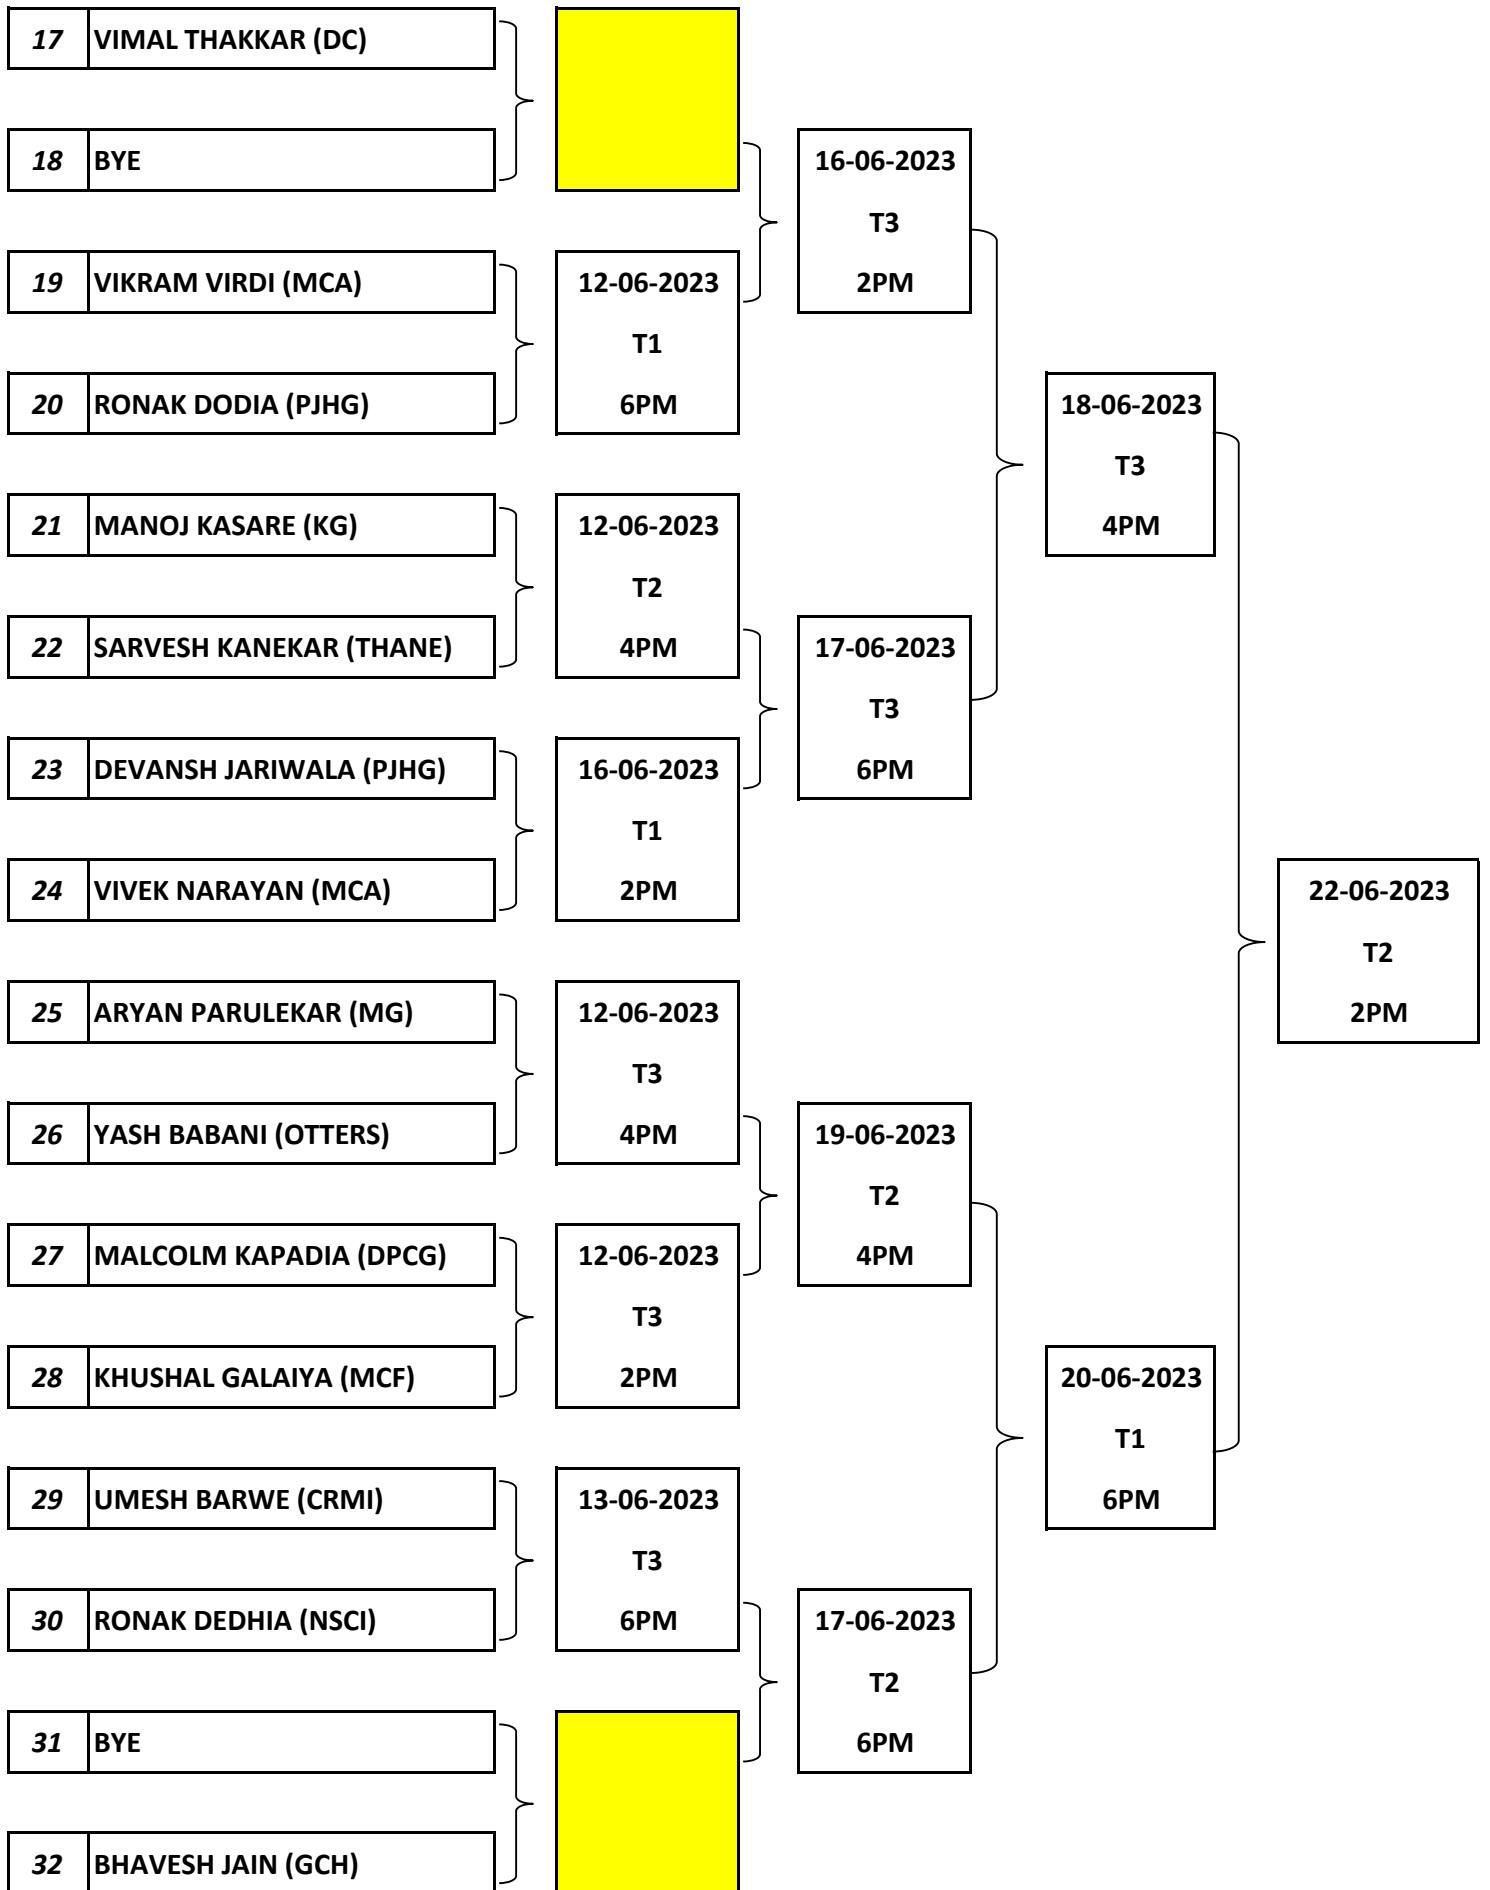 17 VIMAL THAKKAR (DC)
18 BYE
16-06-2023
T3
19 VIKRAM VIRDI (MCA) 12-06-2023 2PM
T1
20 RONAK DODIA (PJHG) 6PM 18-06-2023
T3
21 MANOJ KASARE (KG) 12-06-2023 4PM
T2
22 SARVESH KANEKAR (THANE) 4PM 17-06-2023
T3
23 DEVANSH JARIWALA (PJHG) 16-06-2023 6PM
T1
24 VIVEK NARAYAN (MCA) 2PM 22-06-2023
T2
25 ARYAN PARULEKAR (MG) 12-06-2023 2PM
T3
26 YASH BABANI (OTTERS) 4PM 19-06-2023
T2
27 MALCOLM KAPADIA (DPCG) 12-06-2023 4PM
T3
28 KHUSHAL GALAIYA (MCF) 2PM 20-06-2023
T1
29 UMESH BARWE (CRMI) 13-06-2023 6PM
T3
30 RONAK DEDHIA (NSCI) 6PM 17-06-2023
T2
31 BYE 6PM
32 BHAVESH JAIN (GCH)